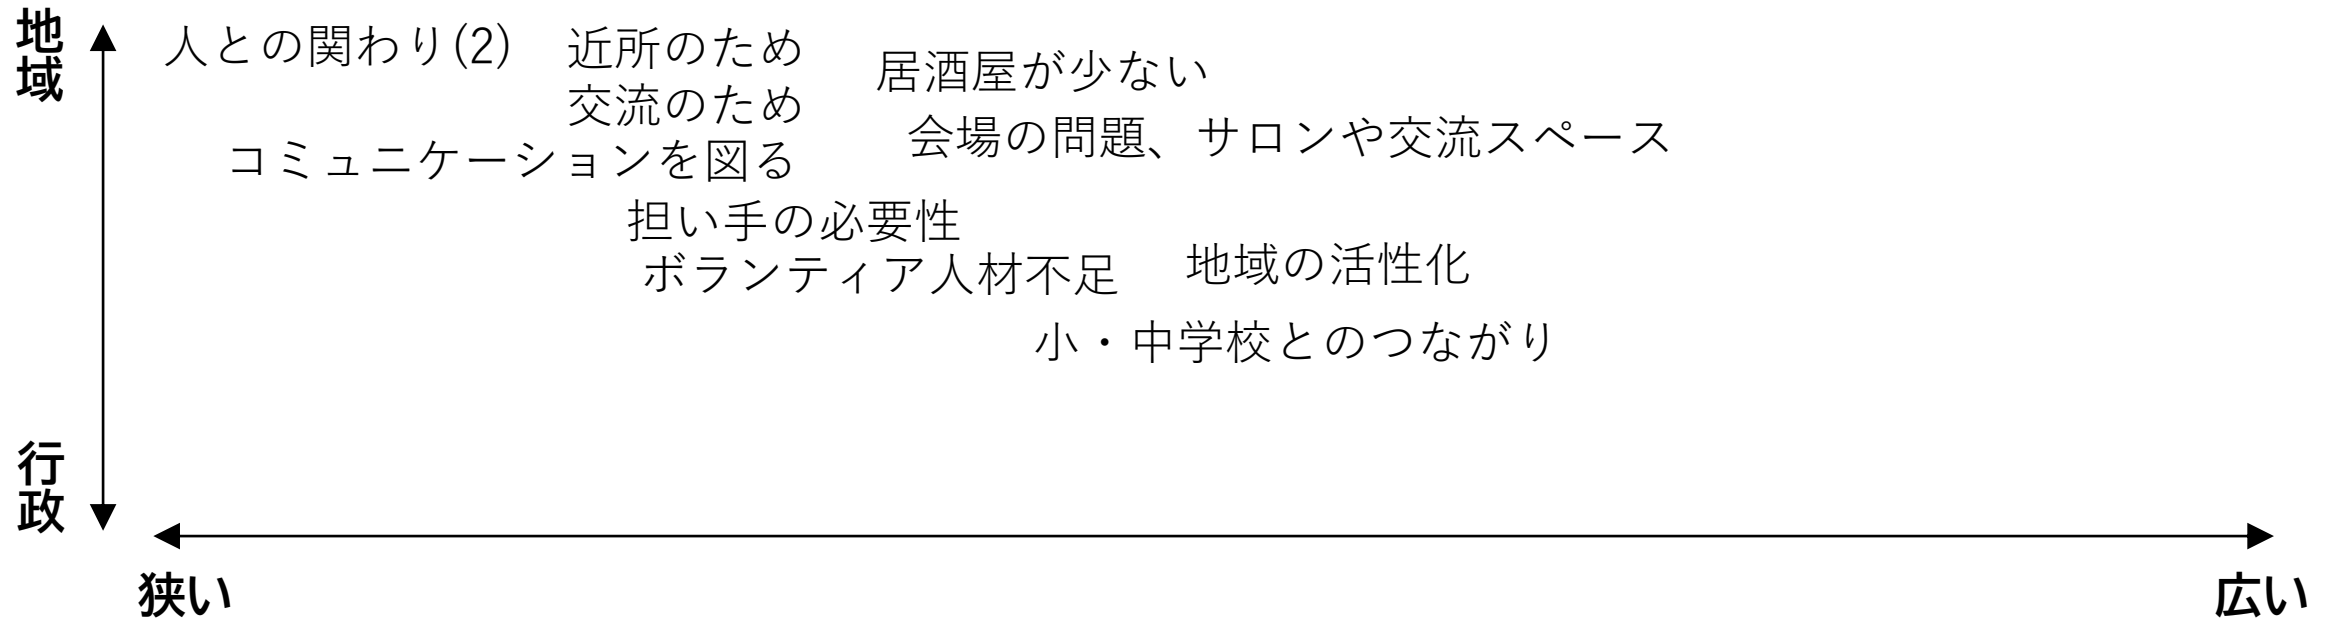 地域
人との関わり(2)
近所のため
居酒屋が少ない
交流のため
会場の問題、サロンや交流スペース
コミュニケーションを図る
担い手の必要性
ボランティア人材不足
地域の活性化
小・中学校とのつながり
行政
狭い
広い